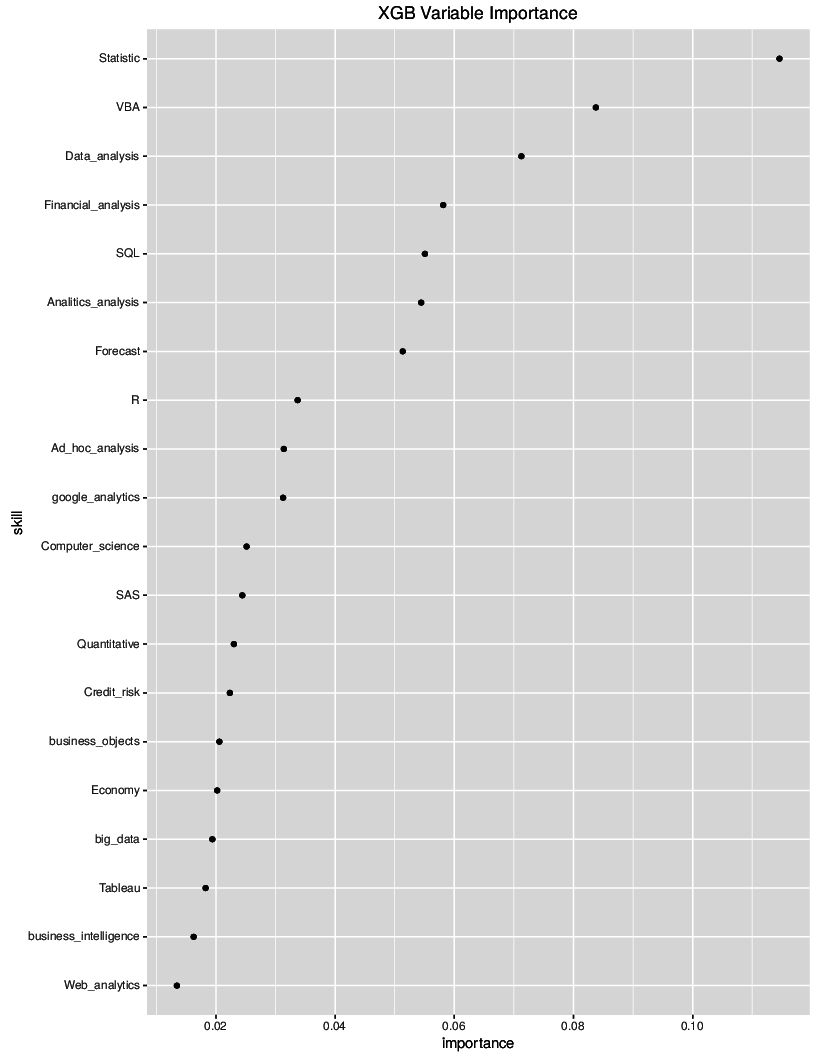 XGB Variable Importance
Statistic
VBA
Data_analysis
Financial_analysis
SQL
Analitics_analysis
Forecast
R
Ad_hoc_analysis
google_analytics
skill
Computer_science
SAS
Quantitative
Credit_risk
business_objects
Economy
big_data
Tableau
business_intelligence
Web_analytics
0.02 0.04 0.06 0.08 0.10
importance